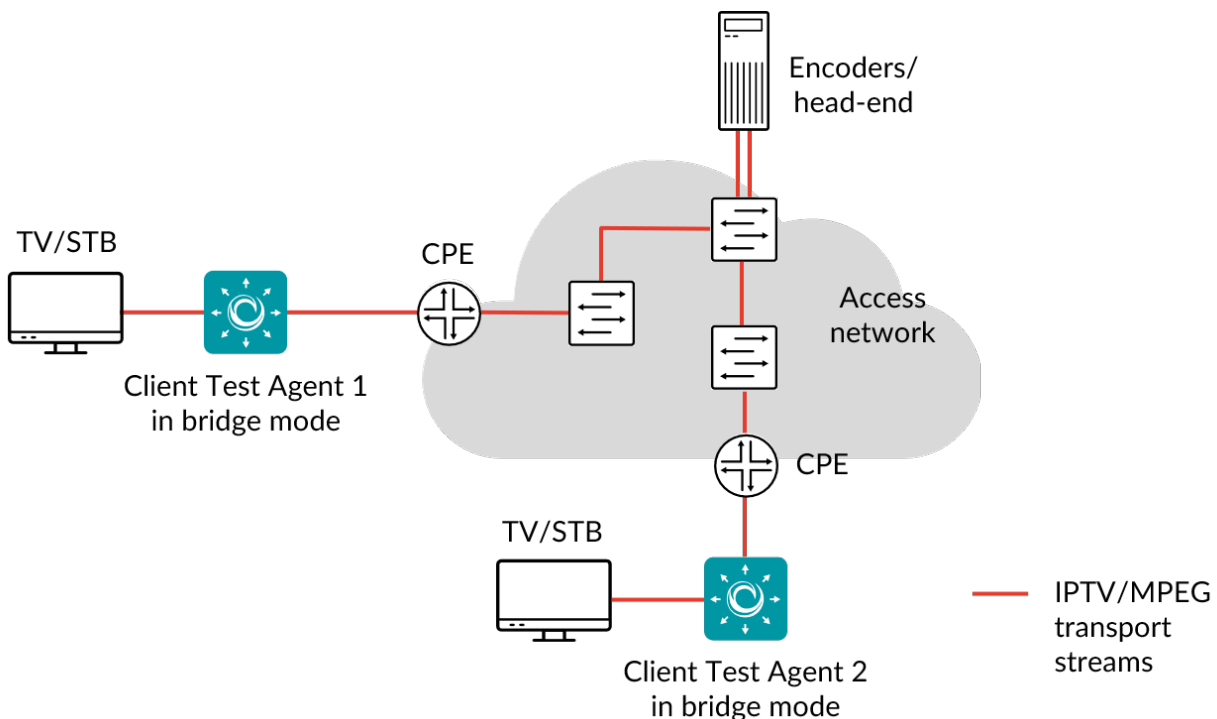 Encoders/
head-end
TV/STB
CPE
Access
network
Client Test Agent 1
in bridge mode
CPE
TV/STB
IPTV/MPEG
transport
streams
Client Test Agent 2
in bridge mode